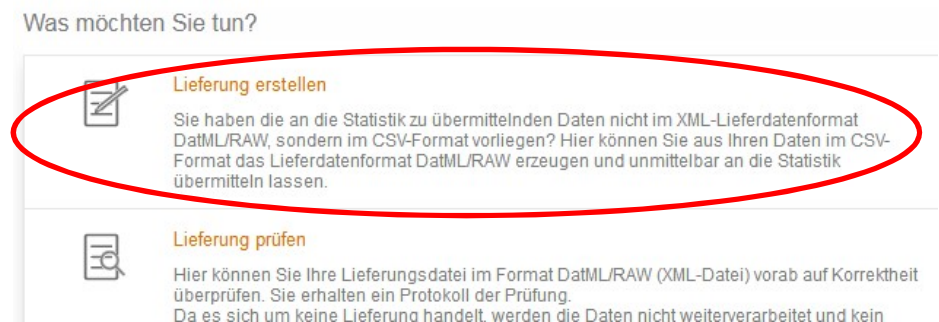 Was möchten Sie tun?
Lieferung erstellen
Sie haben die an die Statistik zu übermittelnden Daten nicht im XML-Lieferdatenformat
DatML/RAW, sondern im CSV-Format vorliegen? Hier können Sie aus Ihren Daten im CSV-
Format das Lieferdatenformat DatML/RAW erzeugen und unmittelbar an die Statistik
übermitteln lassen.
Lieferung prüfen
Hier können Sie Ihre Lieferungsdatei im Format DatML/RAW (XML-Datei) vorab auf Korrektheit
überprüfen. Sie erhalten ein Protokoll der Prüfung.
Da es sich um keine Lieferung handelt, werden die Daten nicht weiterverarbeitet und kein